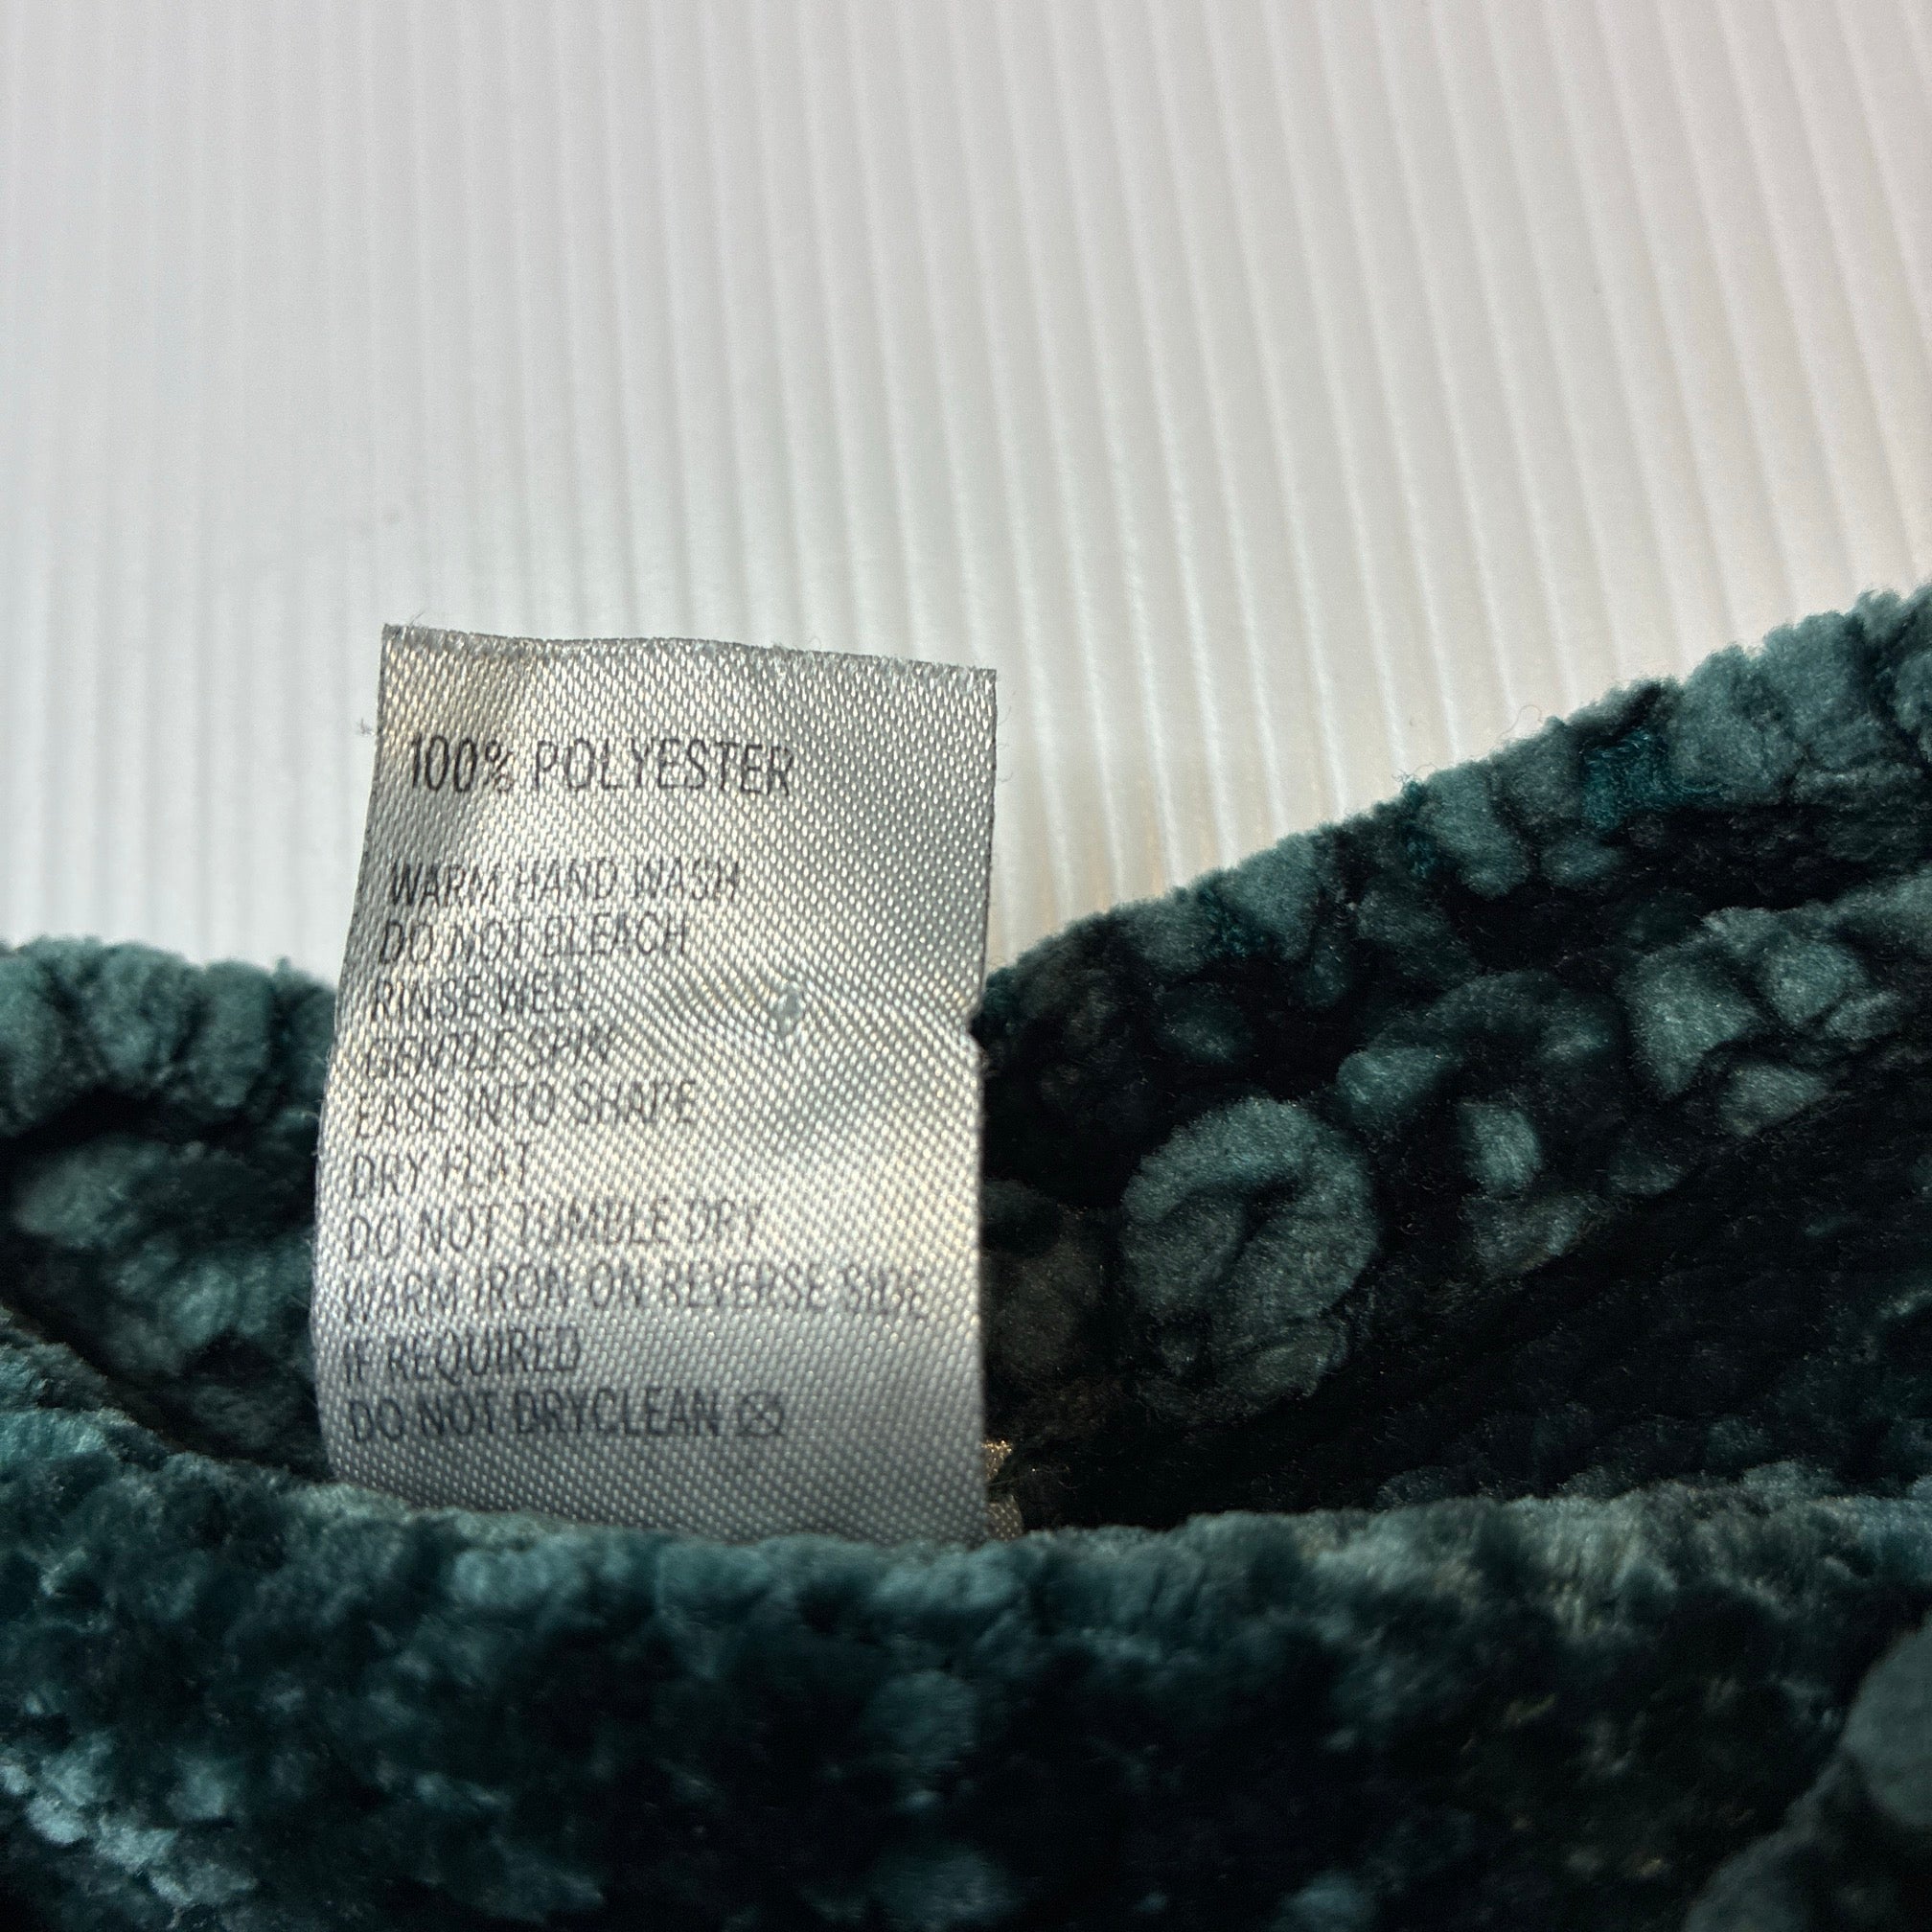 100% POLYESTER
WARM HAND WASH
DO NOT BLEACH
RINSE WELL
GENTLE SPIN
EASE INTO SHAPE
DRY FLAT
DO NOT TUMBLE DRY
WARM IRON ON REVERSE SIDE
IF REQUIRED
DO NOT DRYCLEAN